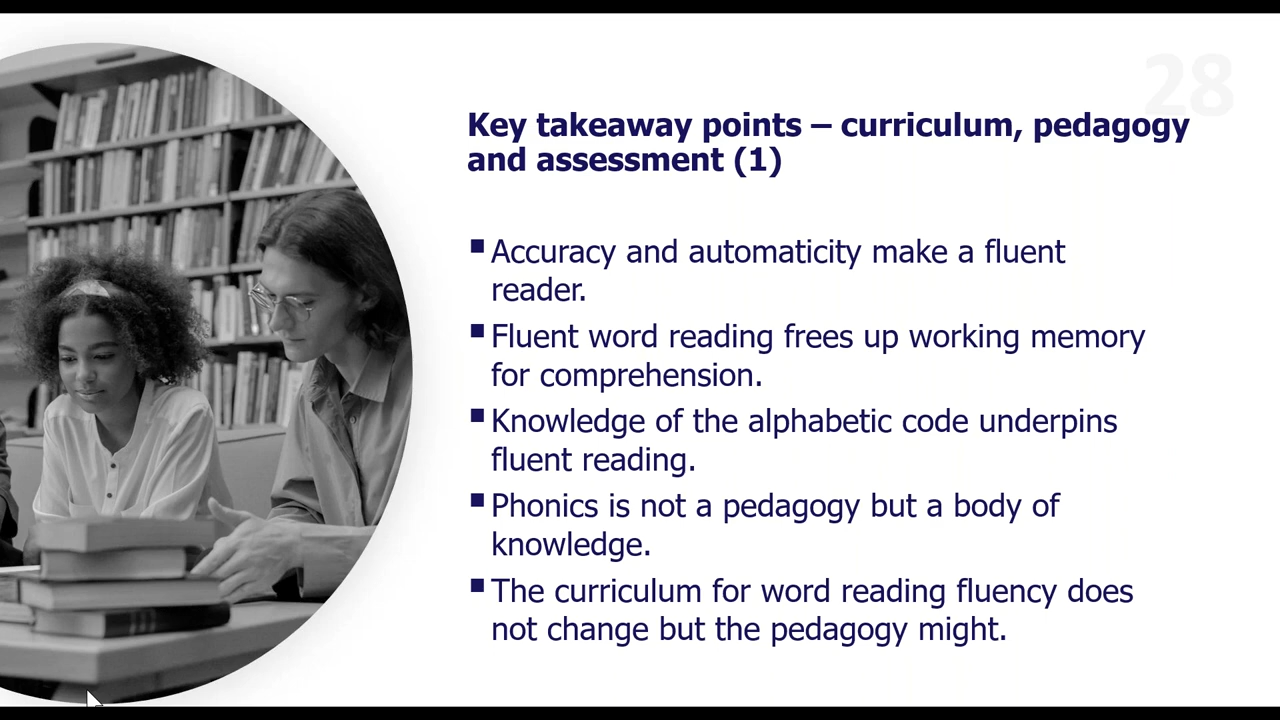 28
Key takeaway points – curriculum, pedagogy
and assessment (1)
▪Accuracy and automaticity make a fluent
reader.
▪Fluent word reading frees up working memory
for comprehension.
▪Knowledge of the alphabetic code underpins
fluent reading.
▪Phonics is not a pedagogy but a body of
knowledge.
▪The curriculum for word reading fluency does
not change but the pedagogy might.